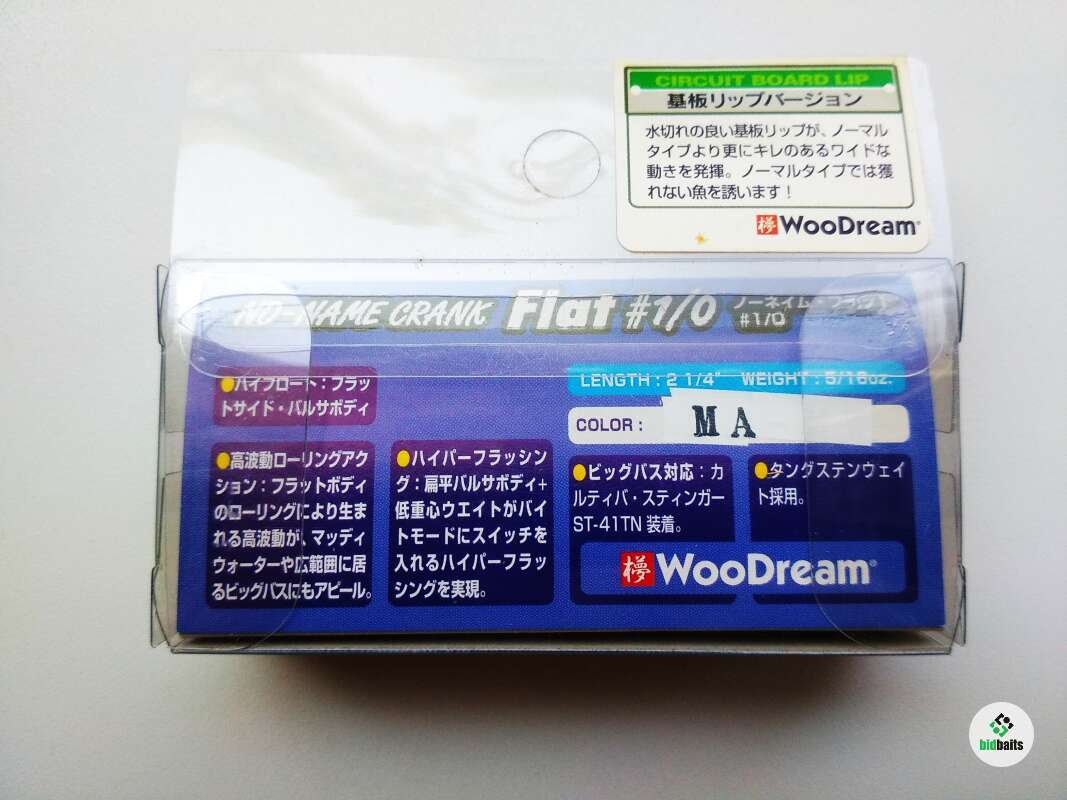 CIRCUIT BOARD LIP
基板リップバージョン
水切れの良い基板リップが、ノーマル
タイプより更にキレのあるワイドな
動きを発揮。ノーマルタイプでは獲
れない魚を誘います！
夢 WooDream
NO-NAME CRANK Flat #1/0 ノーネイム・フラット
#1/0
●ハイフロート：フラッ
トサイド・バルサボディ
LENGTH : 2 1/4" WEIGHT : 5/16oz.
COLOR : MA
●高波動ローリングアク
ション：フラットボディ
のローリングにより生ま
れる高波動が、マッディ
ウォーターや広範囲に居
るビッグバスにもアピール。
●ハイパーフラッシン
グ：扁平バルサボディ+
低重心ウエイトがバイ
トモードにスイッチを
入れるハイパーフラッ
シングを実現。
●ビッグバス対応：カ
ルティバ・スティンガー
ST-41TN 装着。
●タングステンウェイ
ト採用。
WooDream
bidbaits